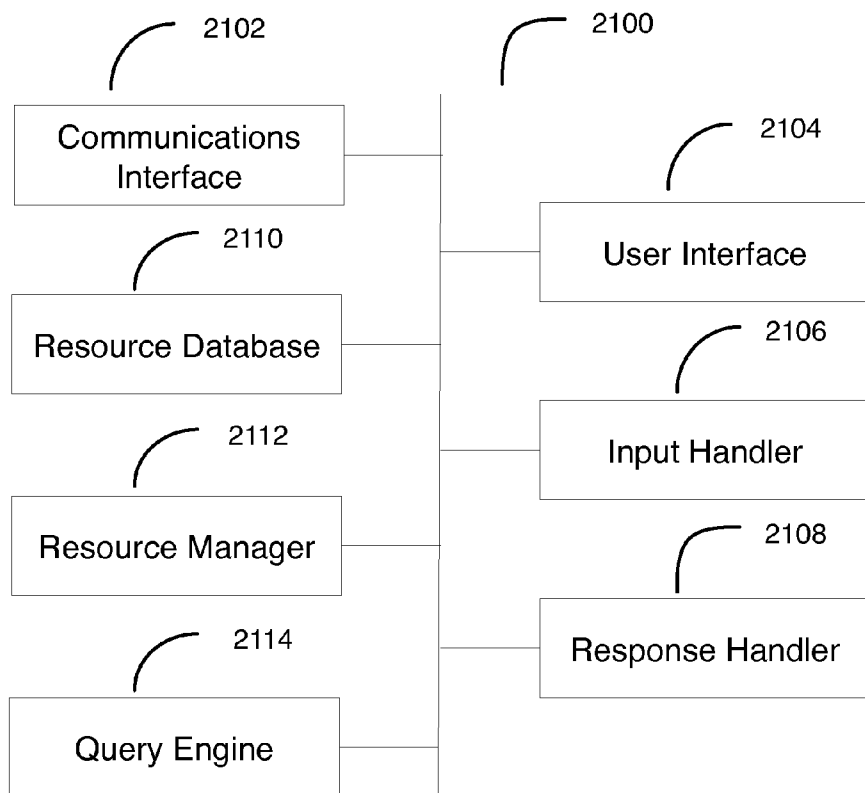 2102
2100
Communications
Interface
2104
User Interface
2110
Resource Database
2106
Input Handler
2112
Resource Manager
2108
Response Handler
2114
Query Engine